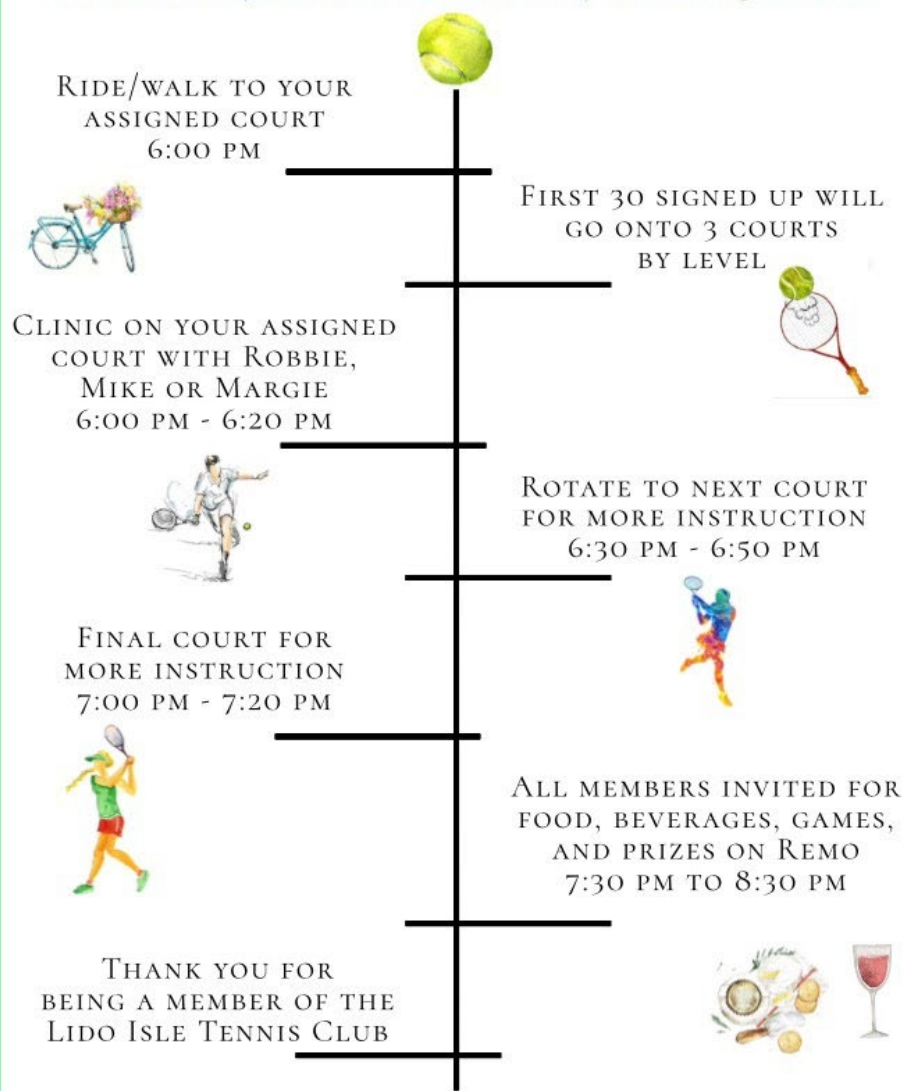 Ride/walk to your
assigned court
6:00 pm
First 30 signed up will
go onto 3 courts
by level
Clinic on your assigned
court with Robbie,
Mike or Margie
6:00 pm - 6:20 pm
Rotate to next court
for more instruction
6:30 pm - 6:50 pm
Final court for
more instruction
7:00 pm - 7:20 pm
All members invited for
food, beverages, games,
and prizes on Remo
7:30 pm to 8:30 pm
Thank you for
being a member of the
Lido Isle Tennis Club